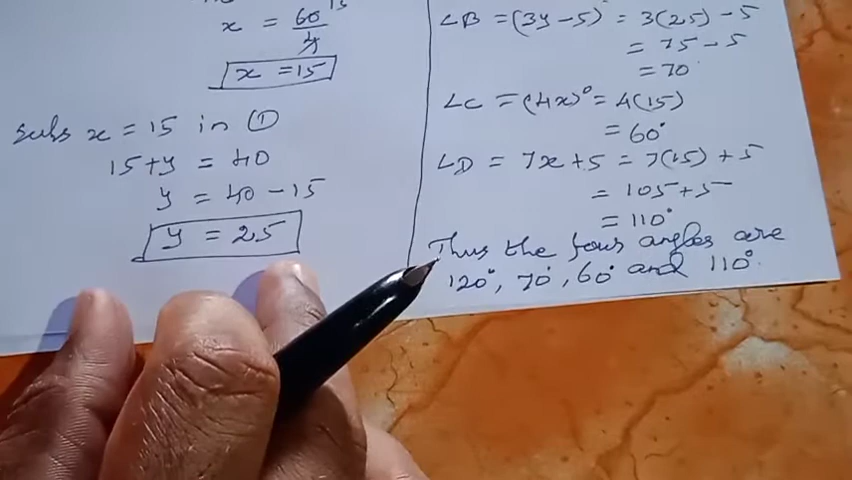 x = 60/4 15
x = 15
Subs x = 15 in ①
15+y = 40
y = 40 - 15
y = 25
∠B = (3y-5) = 3(25) - 5
= 75 - 5
= 70
∠C = (4x)° = 4(15)
= 60°
∠D = 7x+5 = 7(15) + 5
= 105+5
= 110°
Thus the four angles are
120°, 70°, 60° and 110°.